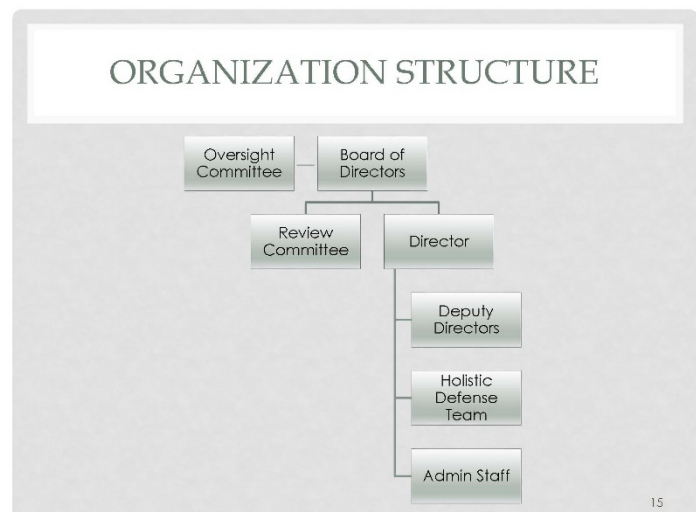 ORGANIZATION STRUCTURE
Oversight
Committee
Board of
Directors
Review
Committee
Director
Deputy
Directors
Holistic
Defense
Team
Admin Staff
15